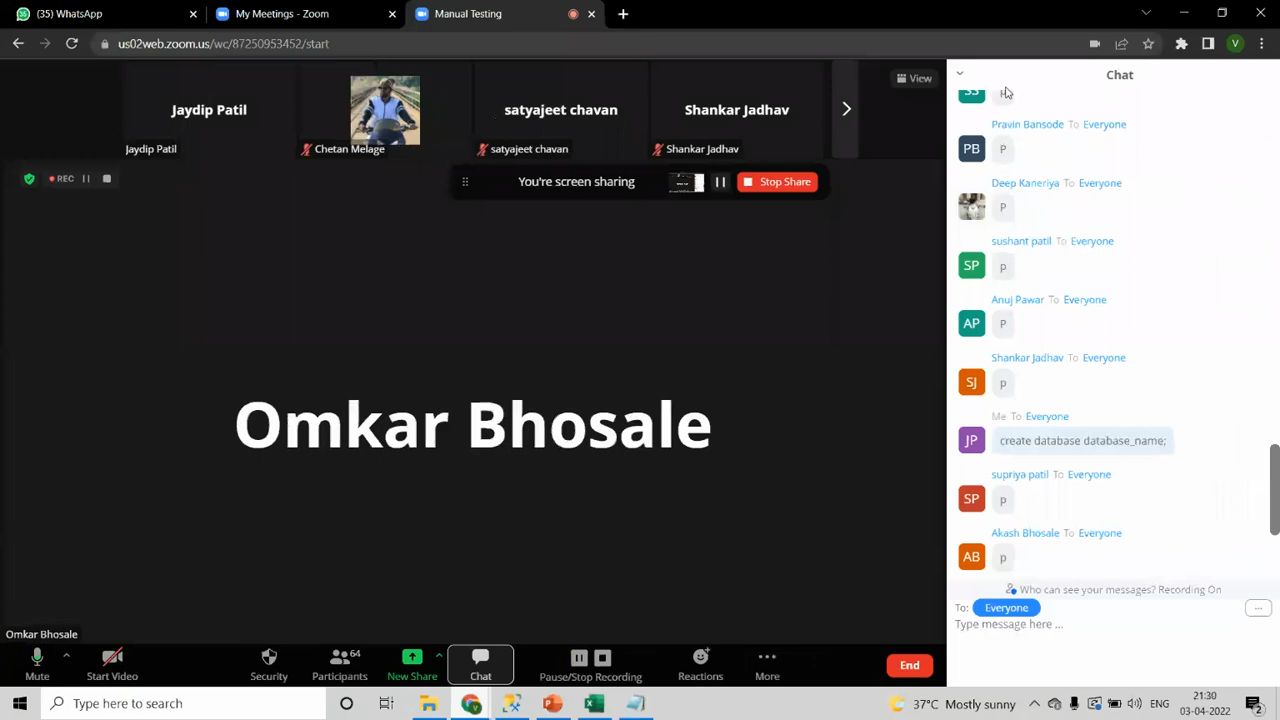 (35) WhatsApp
My Meetings - Zoom
Manual Testing
us02web.zoom.us/wc/87250953452/start
V
Jaydip Patil
satyajeet chavan
Shankar Jadhav
View
Jaydip Patil
Chetan Melage
satyajeet chavan
Shankar Jadhav
REC
You're screen sharing
Stop Share
Omkar Bhosale
Omkar Bhosale
Chat
SS
Pravin Bansode To Everyone
PB
P
Deep Kaneriya To Everyone
P
sushant patil To Everyone
SP
p
Anuj Pawar To Everyone
AP
P
Shankar Jadhav To Everyone
SJ
p
Me To Everyone
JP
create database database_name;
supriya patil To Everyone
SP
p
Akash Bhosale To Everyone
AB
p
Who can see your messages? Recording On
To: Everyone
Type message here ...
Mute
Start Video
Security
Participants 64
New Share
Chat
Pause/Stop Recording
Reactions
More
End
Type here to search
37°C Mostly sunny
ENG
21:30
03-04-2022
2